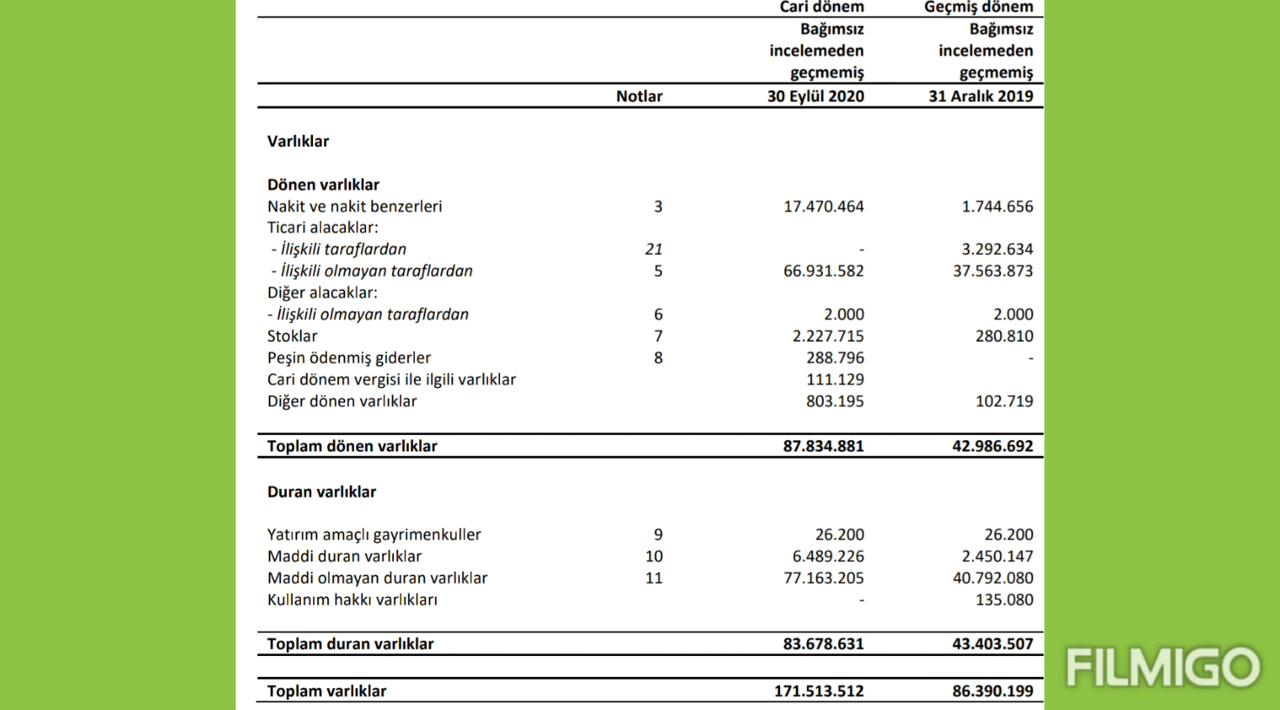 Cari dönem Geçmiş dönem
Bağımsız Bağımsız
incelemeden incelemeden
geçmemiş geçmemiş
Notlar 30 Eylül 2020 31 Aralık 2019
Varlıklar
Dönen varlıklar
Nakit ve nakit benzerleri 3 17.470.464 1.744.656
Ticari alacaklar:
- İlişkili taraflardan 21 - 3.292.634
- İlişkili olmayan taraflardan 5 66.931.582 37.563.873
Diğer alacaklar:
- İlişkili olmayan taraflardan 6 2.000 2.000
Stoklar 7 2.227.715 280.810
Peşin ödenmiş giderler 8 288.796 -
Cari dönem vergisi ile ilgili varlıklar 111.129
Diğer dönen varlıklar 803.195 102.719
Toplam dönen varlıklar 87.834.881 42.986.692
Duran varlıklar
Yatırım amaçlı gayrimenkuller 9 26.200 26.200
Maddi duran varlıklar 10 6.489.226 2.450.147
Maddi olmayan duran varlıklar 11 77.163.205 40.792.080
Kullanım hakkı varlıkları - 135.080
Toplam duran varlıklar 83.678.631 43.403.507
Toplam varlıklar 171.513.512 86.390.199
FILMIGO